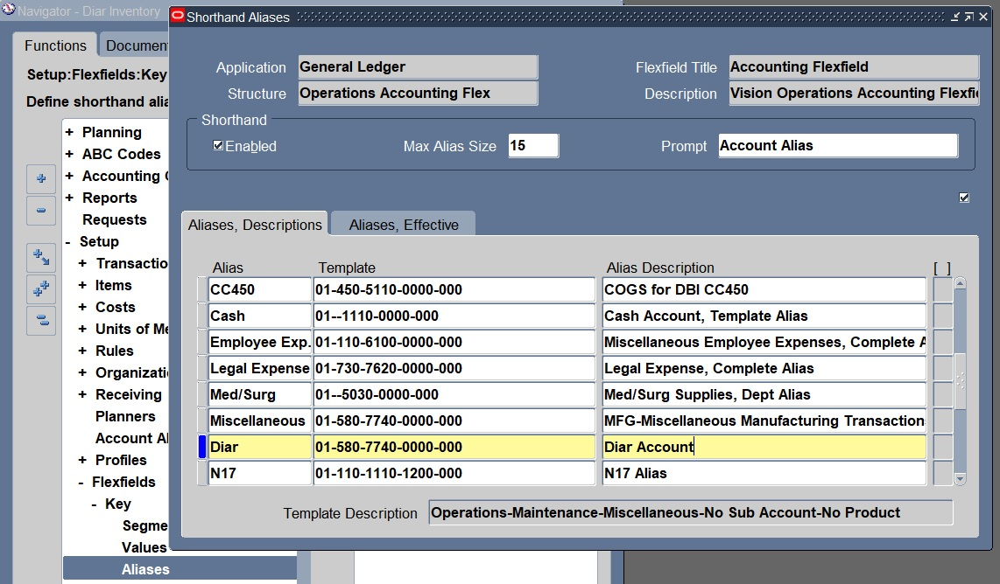 Navigator - Diar Inventory
Shorthand Aliases
Functions
Documen
Setup:Flexfields:Key
Define shorthand alia
+ Planning
+ ABC Codes
+ Accounting
+ Reports
Requests
- Setup
+ Transactio
+ Items
+ Costs
+ Units of Me
+ Rules
+ Organizati
+ Receiving
Planners
Account Al
+ Profiles
- Flexfields
- Key
Segme
Values
Aliases
Application General Ledger Flexfield Title Accounting Flexfield
Structure Operations Accounting Flex Description Vision Operations Accounting Flexfi
Shorthand
Enabled Max Alias Size 15 Prompt Account Alias
Aliases, Descriptions Aliases, Effective
Alias Template Alias Description [ ]
CC450 01-450-5110-0000-000 COGS for DBI CC450
Cash 01--1110-0000-000 Cash Account, Template Alias
Employee Exp. 01-110-6100-0000-000 Miscellaneous Employee Expenses, Complete A
Legal Expense 01-730-7620-0000-000 Legal Expense, Complete Alias
Med/Surg 01--5030-0000-000 Med/Surg Supplies, Dept Alias
Miscellaneous 01-580-7740-0000-000 MFG-Miscellaneous Manufacturing Transaction
Diar 01-580-7740-0000-000 Diar Account
N17 01-110-1110-1200-000 N17 Alias
Template Description Operations-Maintenance-Miscellaneous-No Sub Account-No Product